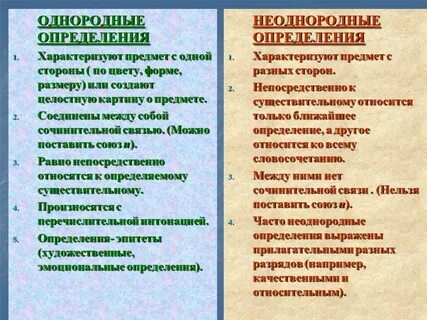 ОДНОРОДНЫЕ
ОПРЕДЕЛЕНИЯ
1. Характеризуют предмет с одной
стороны ( по цвету, форме,
размеру) или создают
целостную картину о предмете.
2. Соединены между собой
сочинительной связью. (Можно
поставить союз и).
3. Равно непосредственно
относятся к определяемому
существительному.
4. Произносятся с
перечислительной интонацией.
5. Определения- эпитеты
(художественные,
эмоциональные определения).
НЕОДНОРОДНЫЕ
ОПРЕДЕЛЕНИЯ
1. Характеризуют предмет с
разных сторон.
2. Непосредственно к
существительному относится
только ближайшее
определение, а другое
относится ко всему
словосочетанию.
3. Между ними нет
сочинительной связи . (Нельзя
поставить союз и).
4. Часто неоднородные
определения выражены
прилагательными разных
разрядов (например,
качественными и
относительным).